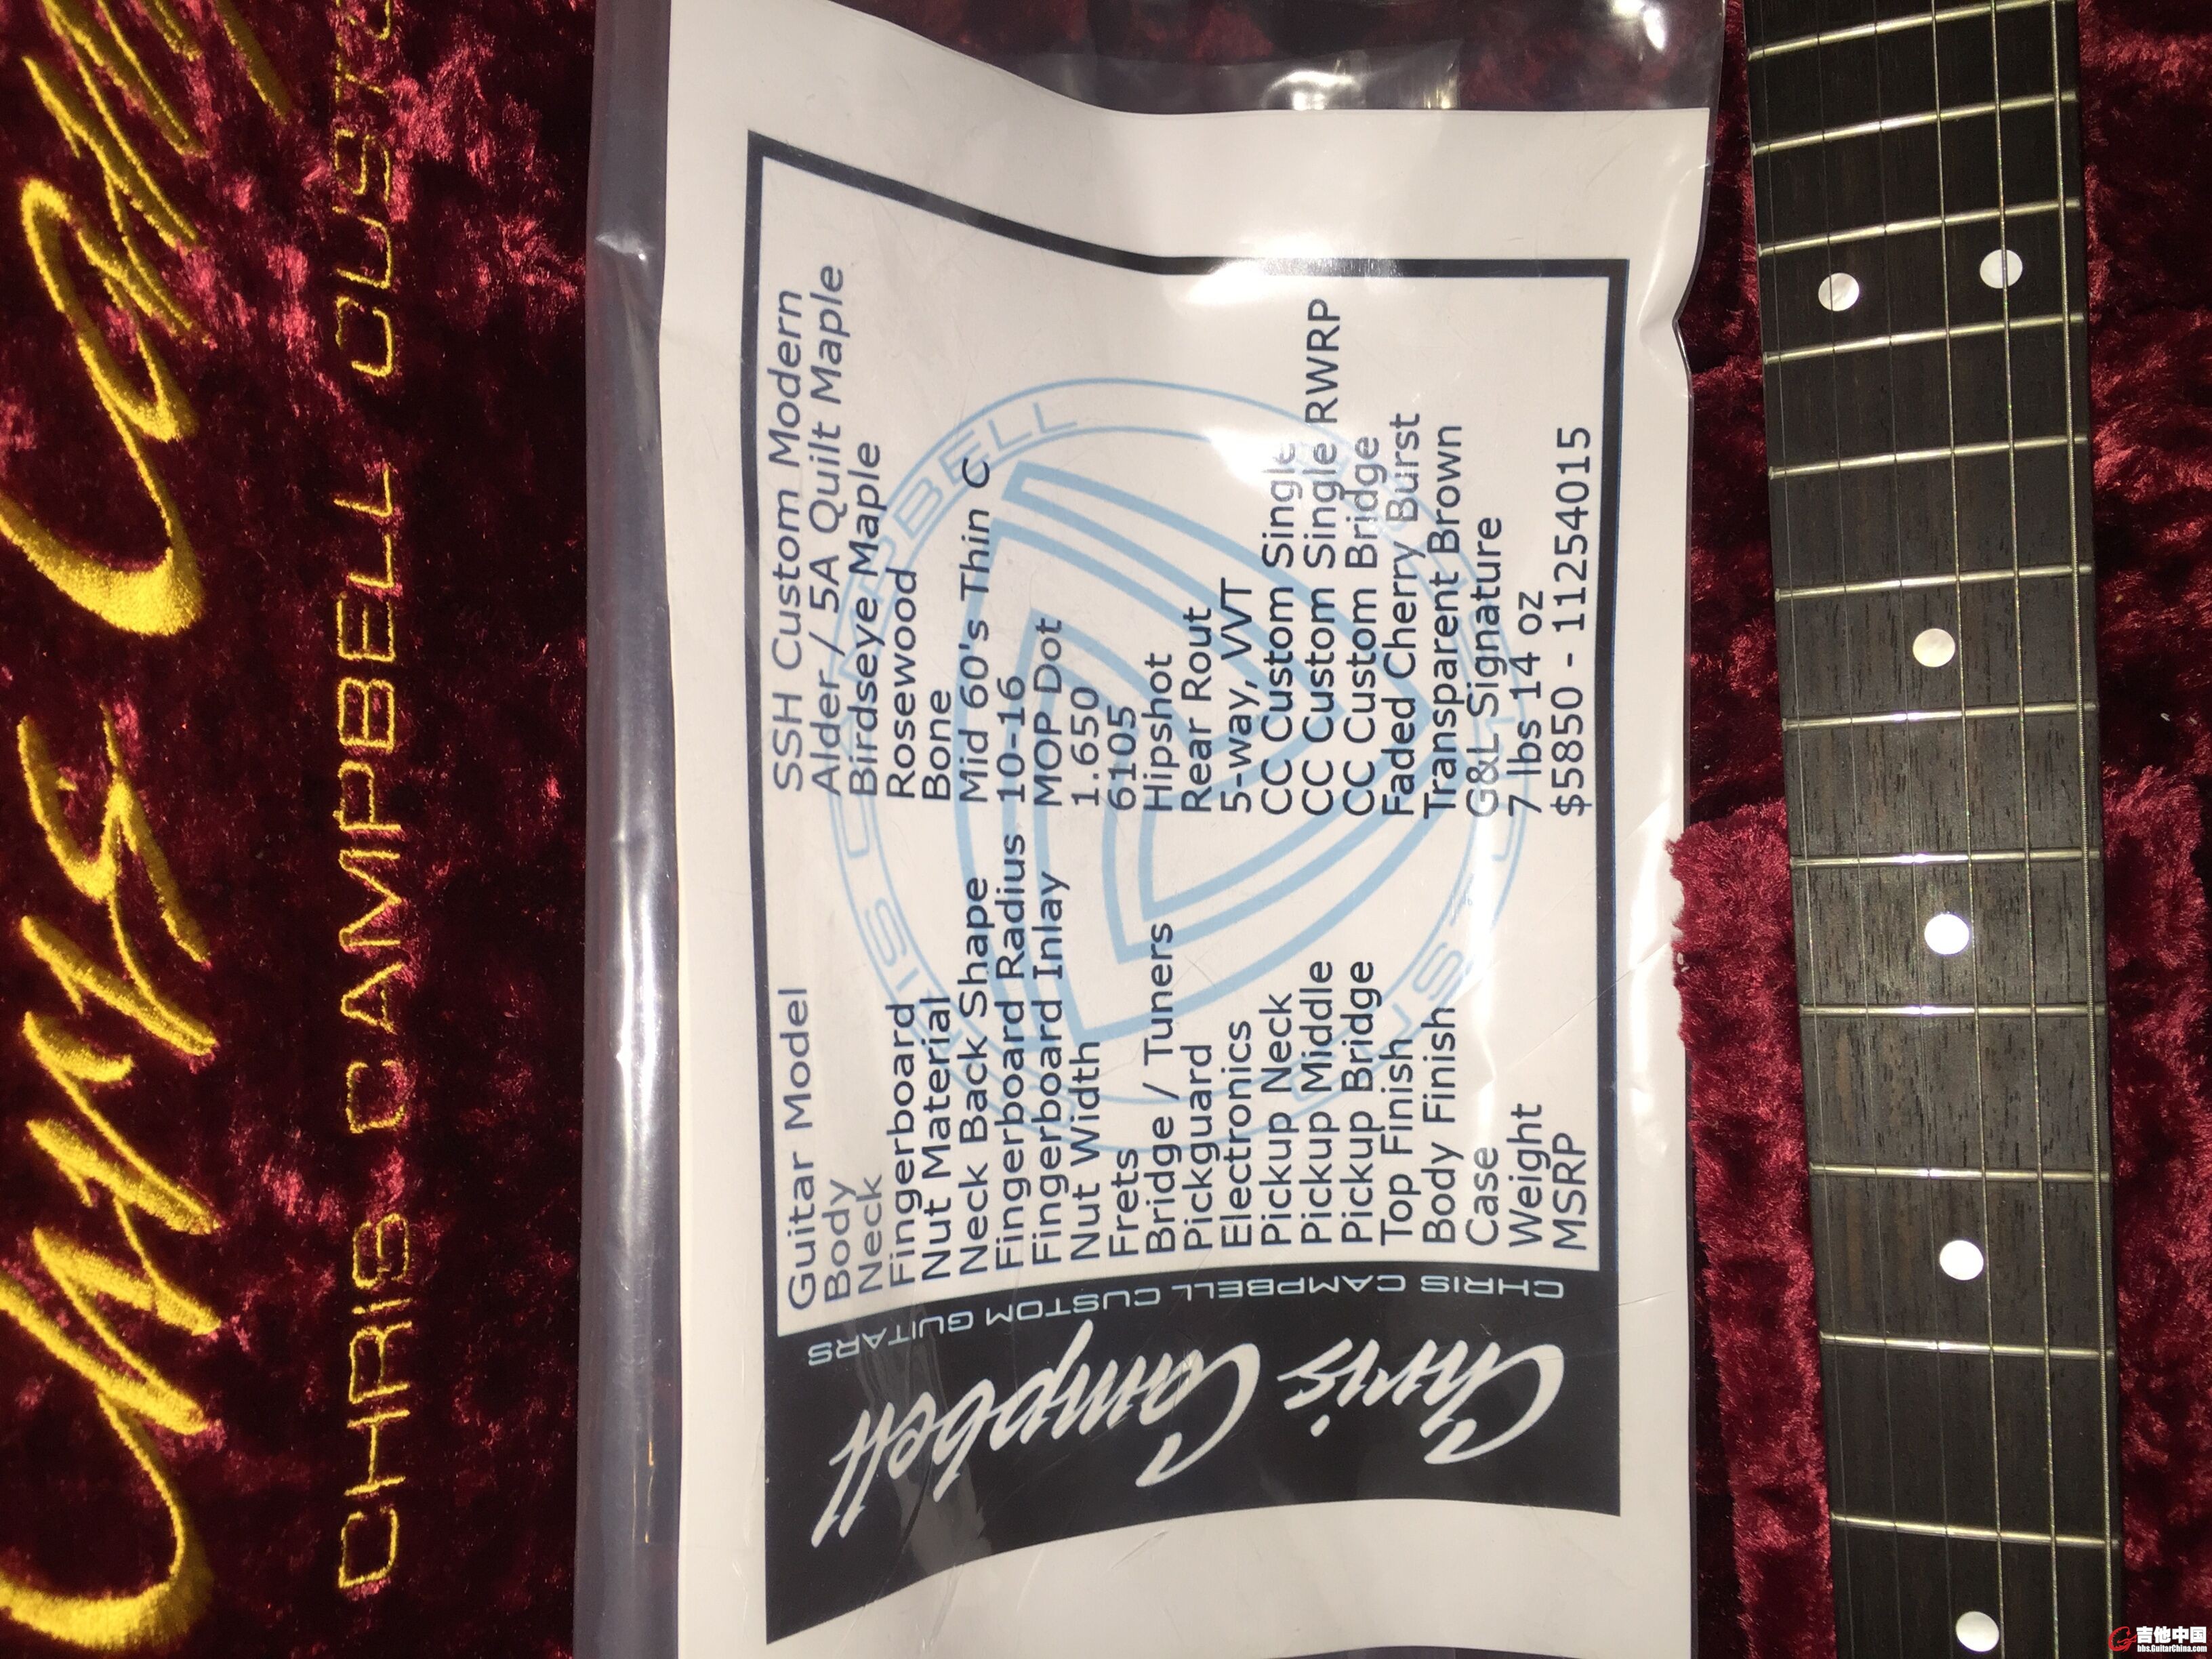 CHRiS CAMPBELL
Guitar Model SSH Custom Modern
Body Alder / 5A Quilt Maple
Neck Birdseye Maple
Fingerboard Rosewood
Nut Material Bone
Neck Back Shape Mid 60's Thin C
Fingerboard Radius 10-16
Fingerboard Inlay MOP Dot
Nut Width 1.650
Frets 6105
Bridge / Tuners Hipshot
Pickguard Rear Rout
Electronics 5-way, VVT
Pickup Neck CC Custom Single
Pickup Middle CC Custom Single RWRP
Pickup Bridge CC Custom Bridge
Top Finish Faded Cherry Burst
Body Finish Transparent Brown
Case G&L Signature
Weight 7 lbs 14 oz
MSRP $5850 - 11254015
CHRIS CAMPBELL CUSTOM GUITARS
Chris Campbell
吉他中国
bbs.GuitarChina.com